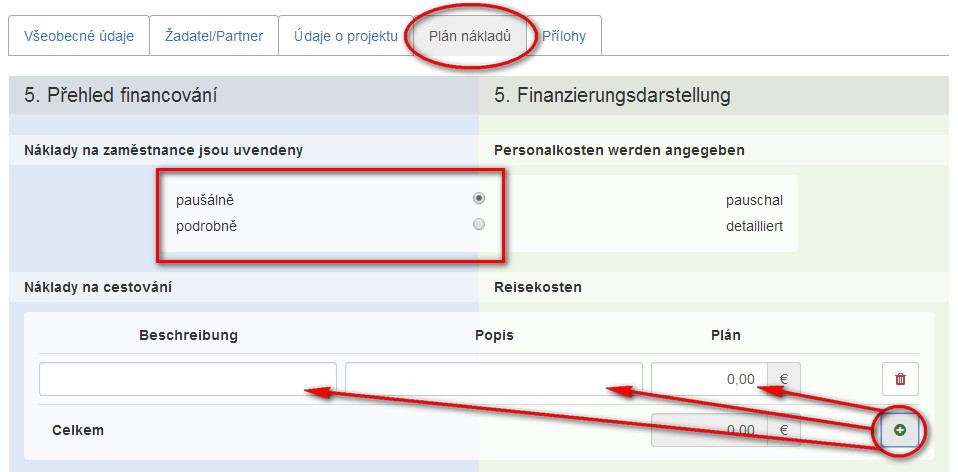 Všeobecné údaje Žadatel/Partner Údaje o projektu Plán nákladů Přílohy
5. Přehled financování 5. Finanzierungsdarstellung
Náklady na zaměstnance jsou uvendeny Personalkosten werden angegeben
paušálně pauschal
podrobně detailliert
Náklady na cestování Reisekosten
Beschreibung Popis Plán
0,00 €
Celkem 0,00 €